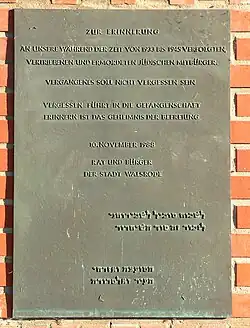 ZUR ERINNERUNG
AN UNSERE WÄHREND DER ZEIT VON 1933 BIS 1945 VERFOLGTEN,
VERTRIEBENEN UND ERMORDETEN JÜDISCHEN MITBÜRGER.
VERGANGENES SOLL NICHT VERGESSEN SEIN
VERGESSEN FÜHRT IN DIE GEFANGENSCHAFT
ERINNERN IST DAS GEHEIMNIS DER BEFREIUNG
10. NOVEMBER 1988
RAT UND BÜRGER
DER STADT WALSRODE